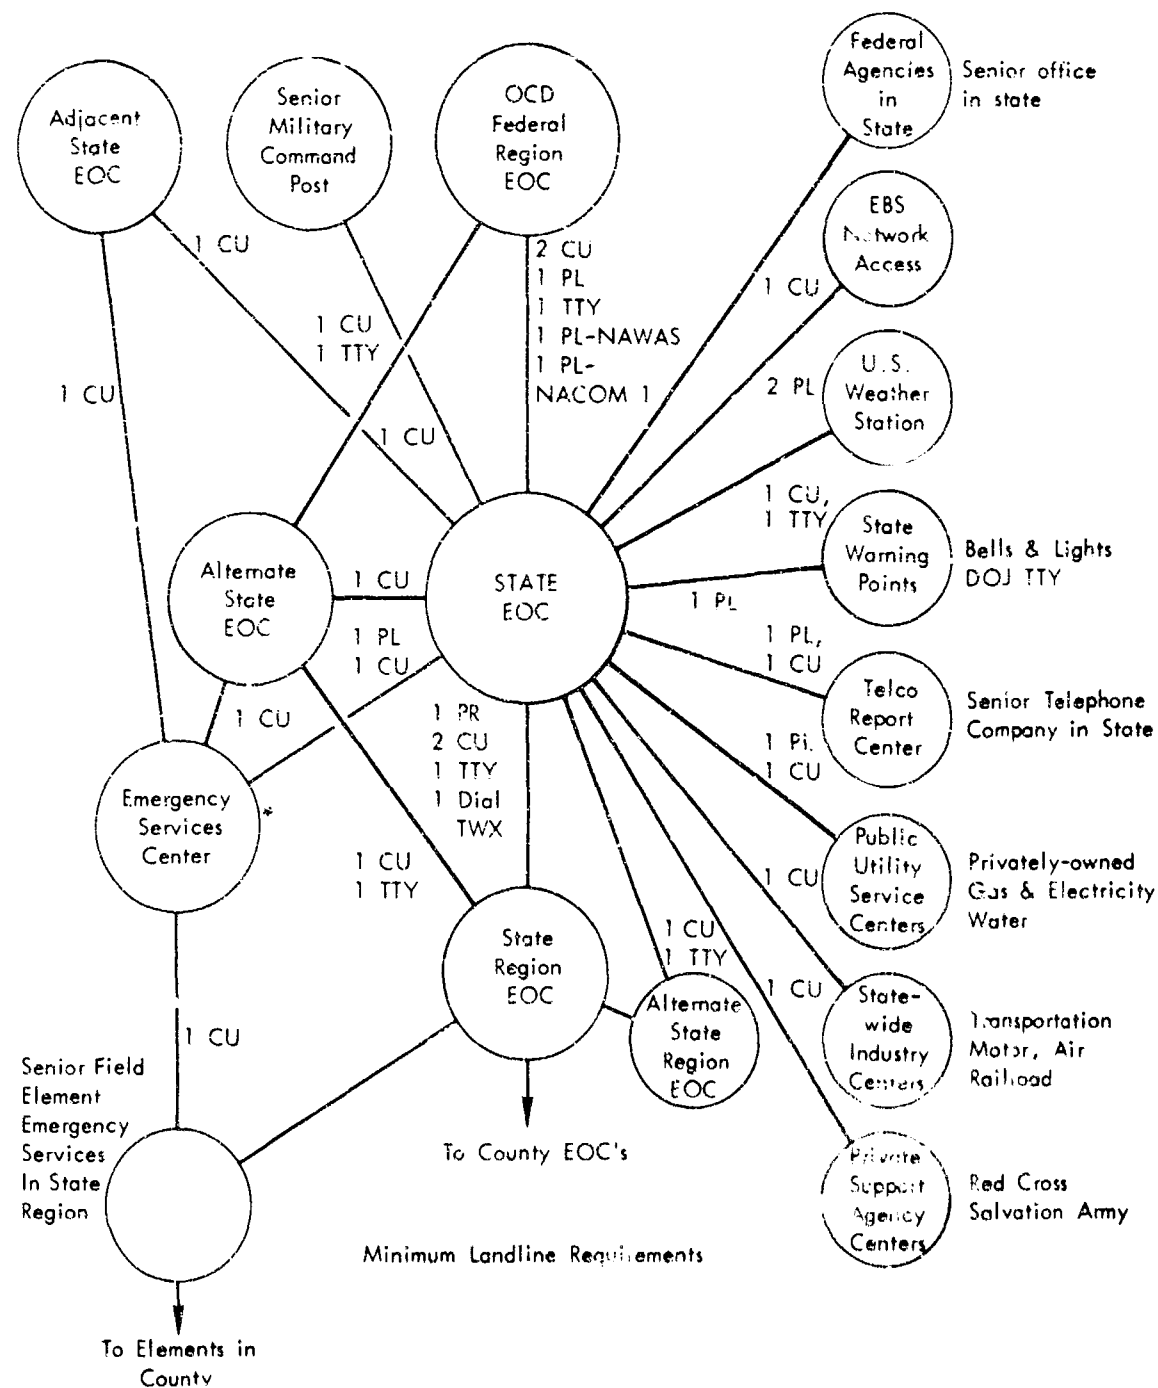 Adjacent
State
EOC
Senior
Military
Command
Post
OCD
Federal
Region
EOC
Federal
Agencies
in
State
Senior office
in state
EBS
Network
Access
U.S.
Weather
Station
State
Warning
Points
Bells & Lights
DOJ TTY
Telco
Report
Center
Senior Telephone
Company in State
Public
Utility
Service
Centers
Privately-owned
Gas & Electricity
Water
State-
wide
Industry
Centers
Transportation
Motor, Air
Railroad
Private
Support
Agency
Centers
Red Cross
Salvation Army
1 CU
1 CU
1 TTY
2 CU
1 PL
1 TTY
1 PL-NAWAS
1 PL-
NACOM 1
1 CU
1 CU
1 CU
2 PL
1 CU,
1 TTY
1 PL
1 PL,
1 CU
1 PL
1 CU
1 CU
1 CU
Alternate
State
EOC
1 CU
STATE
EOC
1 PL
1 CU
1 CU
1 PR
2 CU
1 TTY
1 Dial
TWX
Emergency
Services
Center
*
1 CU
1 TTY
1 CU
1 TTY
State
Region
EOC
Alternate
State
Region
EOC
1 CU
Senior Field
Element
Emergency
Services
In State
Region
To County EOC's
Minimum Landline Requirements
To Elements in
County